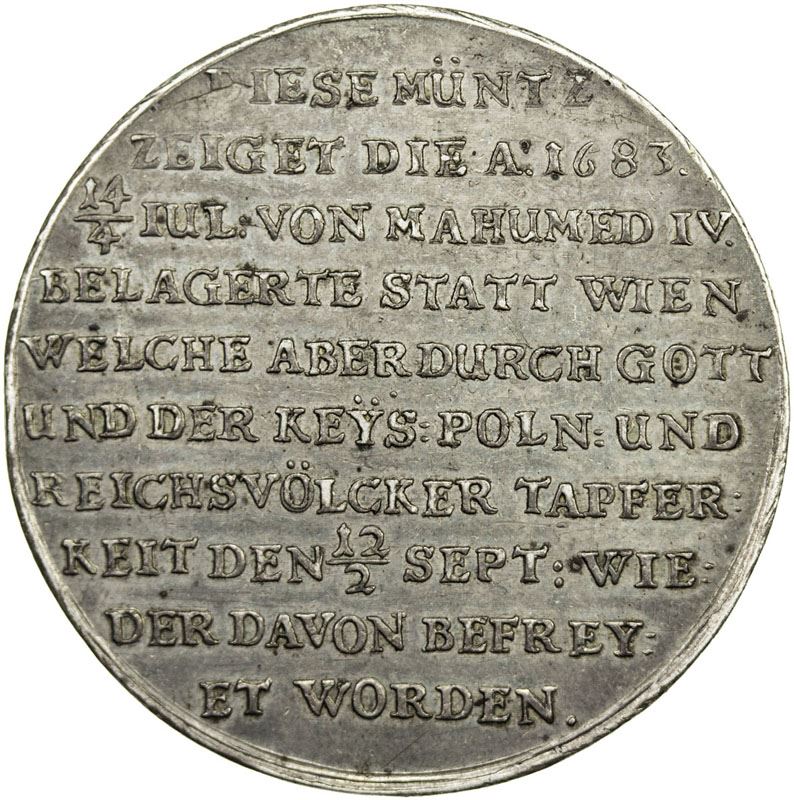 DIESE MÜNTZ
ZEIGET DIE A͏̊: 1683.
14/4 IUL: VON MAHUMED IV.
BELAGERTE STATT WIEN
WELCHE ABER DURCH GOTT
UND DER KEŸS: POLN: UND
REICHSVÖLCKER TAPFER:
KEIT DEN 12/2 SEPT: WIE:
DER DAVON BEFREY:
ET WORDEN.